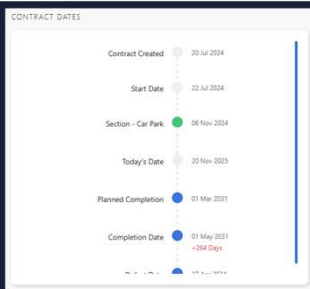 CONTRACT DATES
Contract Created 20 Jul 2024
Start Date 22 Jul 2024
Section - Car Park 06 Nov 2024
Today's Date 20 Nov 2025
Planned Completion 01 Mar 2031
Completion Date 01 May 2031
+264 Days